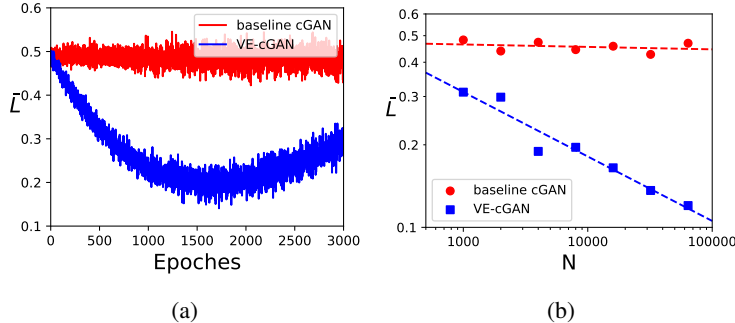 0.6
0.5
0.4
0.3
0.2
0.1
L̄
0
500
1000
1500
2000
2500
3000
Epoches
baseline cGAN
VE-cGAN
(a)
0.6
0.5
0.4
0.3
0.2
0.1
L̄
1000
10000
100000
N
baseline cGAN
VE-cGAN
(b)